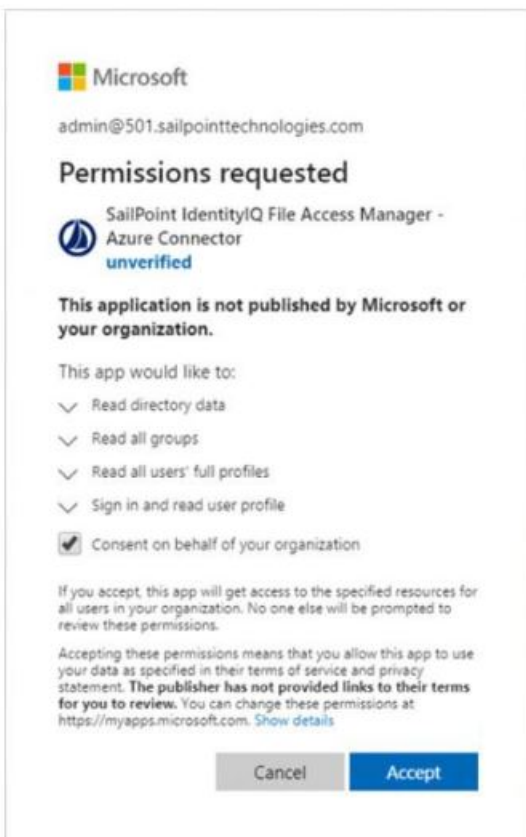 Microsoft
admin@501.sailpointtechnologies.com
Permissions requested
SailPoint IdentityIQ File Access Manager -
Azure Connector
unverified
This application is not published by Microsoft or
your organization.
This app would like to:
Read directory data
Read all groups
Read all users' full profiles
Sign in and read user profile
Consent on behalf of your organization
If you accept, this app will get access to the specified resources for
all users in your organization. No one else will be prompted to
review these permissions.
Accepting these permissions means that you allow this app to use
your data as specified in their terms of service and privacy
statement. The publisher has not provided links to their terms
for you to review. You can change these permissions at
https://myapps.microsoft.com. Show details
Cancel
Accept